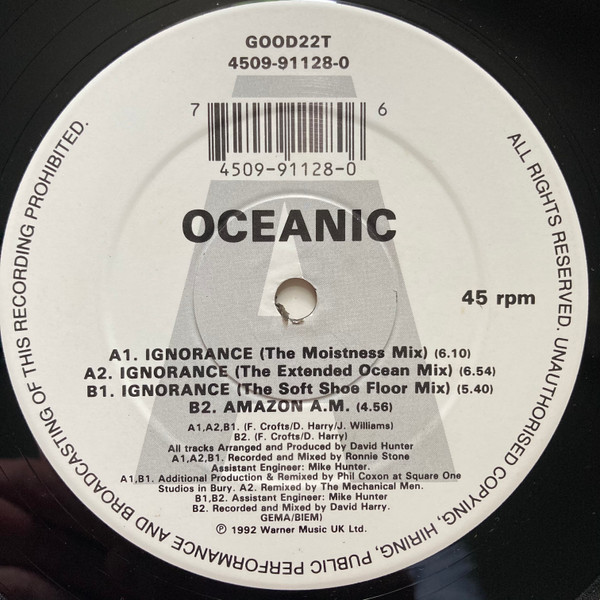 GOOD22T
4509-91128-0
7 6
4509-91128-0
OCEANIC
A
45 rpm
A1. IGNORANCE (The Moistness Mix) (6.10)
A2. IGNORANCE (The Extended Ocean Mix) (6.54)
B1. IGNORANCE (The Soft Shoe Floor Mix) (5.40)
B2. AMAZON A.M. (4.56)
A1,A2,B1. (F. Crofts/D. Harry/J. Williams)
B2. (F. Crofts/D. Harry)
All tracks Arranged and Produced by David Hunter
A1,A2,B1. Recorded and Mixed by Ronnie Stone
Assistant Engineer: Mike Hunter.
A1,B1. Additional Production & Remixed by Phil Coxon at Square One
Studios in Bury. A2. Remixed by The Mechanical Men.
B1,B2. Assistant Engineer: Mike Hunter
B2. Recorded and Mixed by David Harry.
GEMA/BIEM)
℗ 1992 Warner Music UK Ltd.
ALL RIGHTS RESERVED. UNAUTHORISED COPYING, HIRING, PUBLIC PERFORMANCE AND BROADCASTING OF THIS RECORDING PROHIBITED.